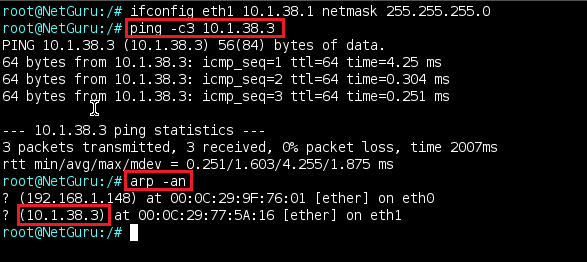 root@NetGuru:/# ifconfig eth1 10.1.38.1 netmask 255.255.255.0
root@NetGuru:/# ping -c3 10.1.38.3
PING 10.1.38.3 (10.1.38.3) 56(84) bytes of data.
64 bytes from 10.1.38.3: icmp_seq=1 ttl=64 time=4.25 ms
64 bytes from 10.1.38.3: icmp_seq=2 ttl=64 time=0.304 ms
64 bytes from 10.1.38.3: icmp_seq=3 ttl=64 time=0.251 ms
--- 10.1.38.3 ping statistics ---
3 packets transmitted, 3 received, 0% packet loss, time 2007ms
rtt min/avg/max/mdev = 0.251/1.603/4.255/1.875 ms
root@NetGuru:/# arp -an
? (192.168.1.148) at 00:0C:29:9F:76:01 [ether] on eth0
? (10.1.38.3) at 00:0C:29:77:5A:16 [ether] on eth1
root@NetGuru:/#